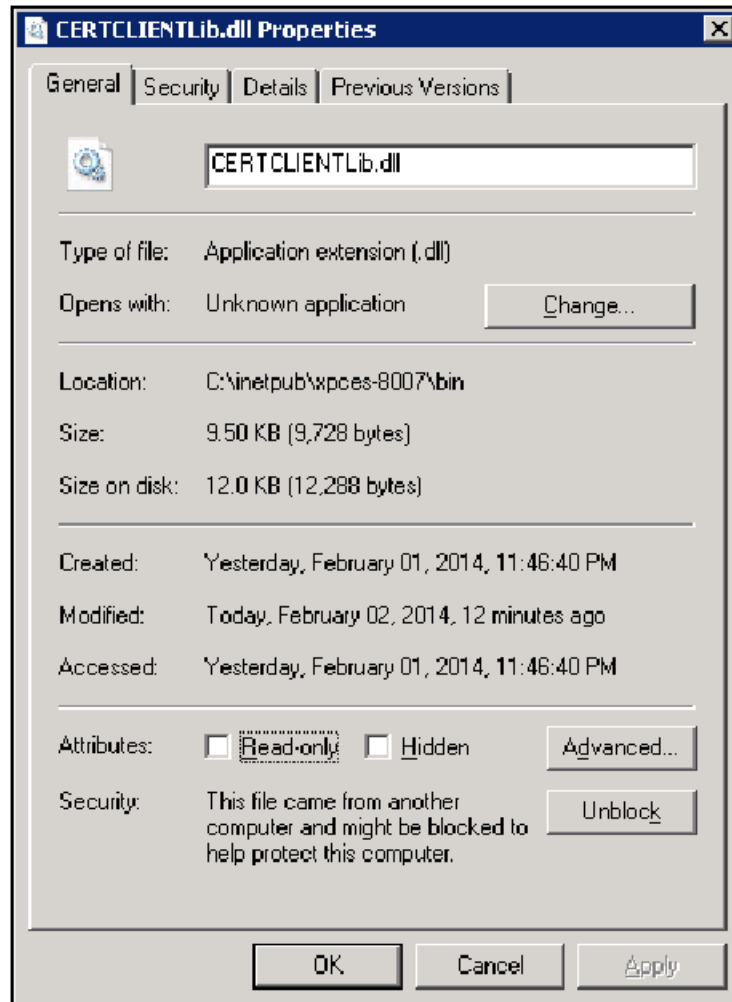 CERTCLIENTLib.dll Properties
General Security Details Previous Versions
CERTCLIENTLib.dll
Type of file: Application extension (.dll)
Opens with: Unknown application Change...
Location: C:\inetpub\xpces-8007\bin
Size: 9.50 KB (9,728 bytes)
Size on disk: 12.0 KB (12,288 bytes)
Created: Yesterday, February 01, 2014, 11:46:40 PM
Modified: Today, February 02, 2014, 12 minutes ago
Accessed: Yesterday, February 01, 2014, 11:46:40 PM
Attributes: Read-only Hidden Advanced...
Security: This file came from another Unblock
computer and might be blocked to
help protect this computer.
OK Cancel Apply